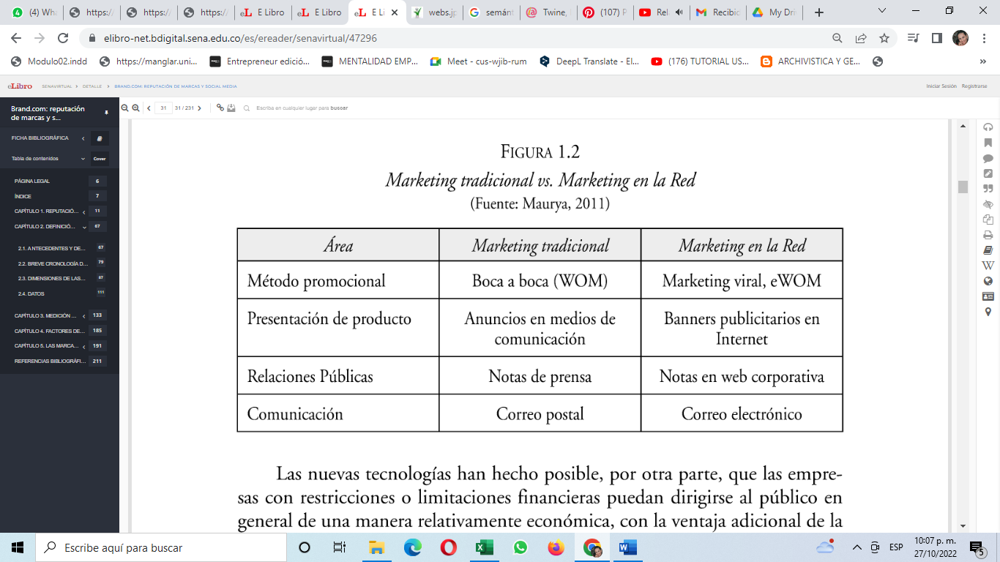 (4) Wha
https:/
https:/
https:/
E Libro
E Libro
E Li
webs.jp
semánt
Twine,
(107) P
Rela
Recibid
My Driv
elibro-net.bdigital.sena.edu.co/es/ereader/senavirtual/47296
Modulo02.indd
https://manglar.uni...
Entrepreneur edició...
MENTALIDAD EMP...
Meet - cus-wjib-rum
DeepL Translate - El...
(176) TUTORIAL US...
ARCHIVISTICA Y GE...
»
eLibro
SENAVIRTUAL > DETALLE > BRAND.COM: REPUTACIÓN DE MARCAS Y SOCIAL MEDIA
Iniciar Sesión Registrarse
Brand.com: reputación
de marcas y s...
31 31 / 231
Escriba en cualquier lugar para buscar
FICHA BIBLIOGRÁFICA
Tabla de contenidos Cover
PÁGINA LEGAL 6
ÍNDICE 7
CAPÍTULO 1. REPUTACIÓ... 11
CAPÍTULO 2. DEFINICIÓ... 67
2.1. ANTECEDENTES Y DE... 67
2.2. BREVE CRONOLOGÍA D... 79
2.3. DIMENSIONES DE LAS... 87
2.4. DATOS 111
CAPÍTULO 3. MEDICIÓN ... 133
CAPÍTULO 4. FACTORES DE... 185
CAPÍTULO 5. LAS MARCA... 191
REFERENCIAS BIBLIOGRÁFI... 211
FIGURA 1.2
Marketing tradicional vs. Marketing en la Red
(Fuente: Maurya, 2011)
Área Marketing tradicional Marketing en la Red
Método promocional Boca a boca (WOM) Marketing viral, eWOM
Presentación de producto Anuncios en medios de Banners publicitarios en
comunicación Internet
Relaciones Públicas Notas de prensa Notas en web corporativa
Comunicación Correo postal Correo electrónico
Las nuevas tecnologías han hecho posible, por otra parte, que las empre-
sas con restricciones o limitaciones financieras puedan dirigirse al público en
general de una manera relativamente económica, con la ventaja adicional de la
Escribe aquí para buscar
ESP
10:07 p. m.
27/10/2022
5